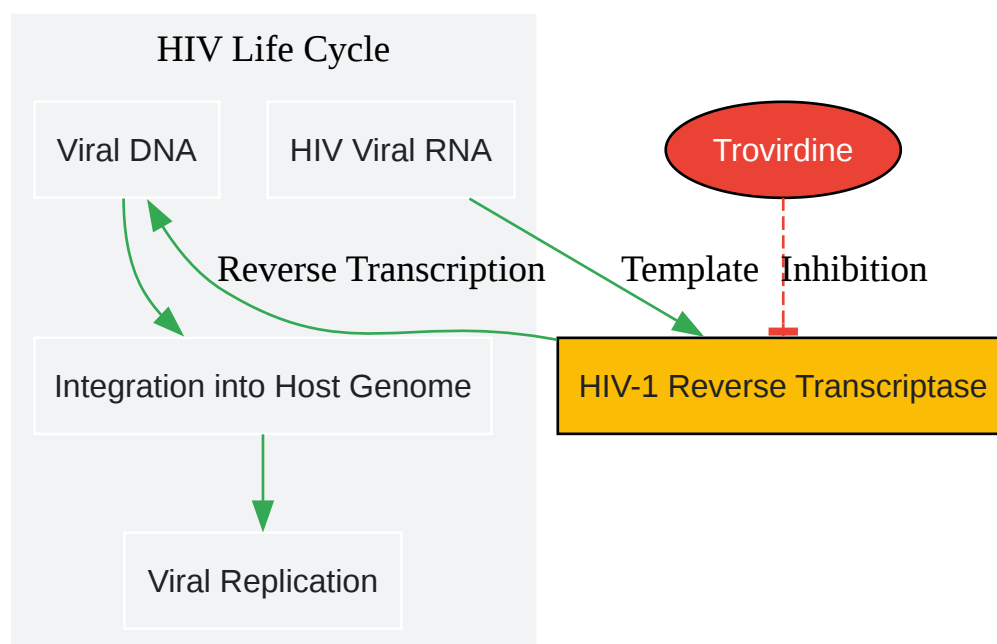 HIV Life Cycle
Viral DNA
HIV Viral RNA
Trovirdine
Reverse Transcription
Template
Inhibition
Integration into Host Genome
HIV-1 Reverse Transcriptase
Viral Replication